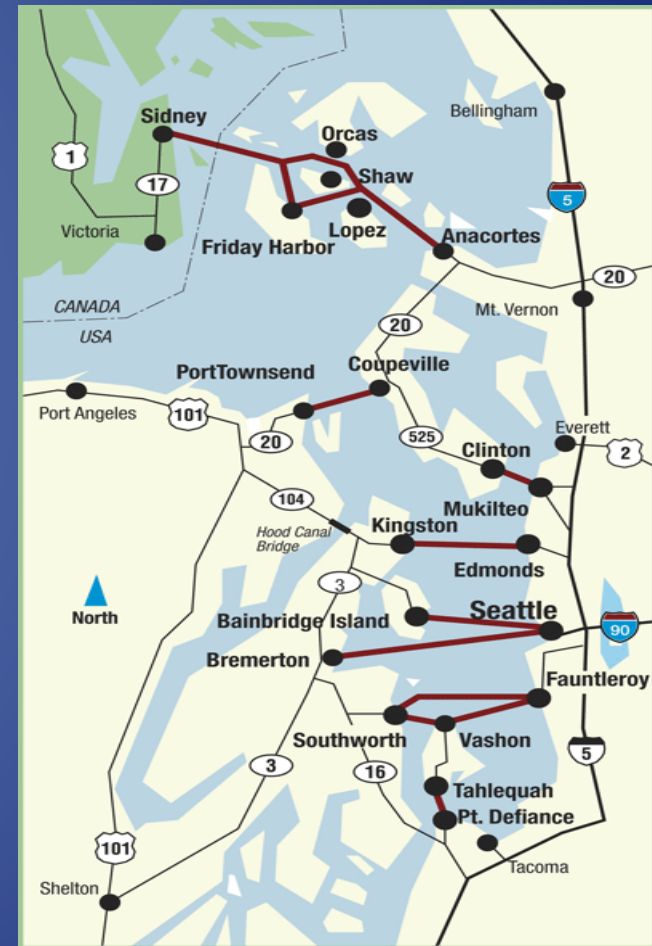 Bellingham
Sidney
Orcas
1
Shaw
17
5
Victoria
Lopez
Friday Harbor
Anacortes
20
CANADA
Mt. Vernon
USA
20
PortTownsend
Coupeville
Port Angeles
101
20
525
Everett
2
Clinton
104
Mukilteo
Hood Canal
Bridge
Kingston
Edmonds
3
North
Bainbridge Island
Seattle
90
Bremerton
Fauntleroy
Southworth
Vashon
5
3
16
Tahlequah
Pt. Defiance
101
Tacoma
Shelton